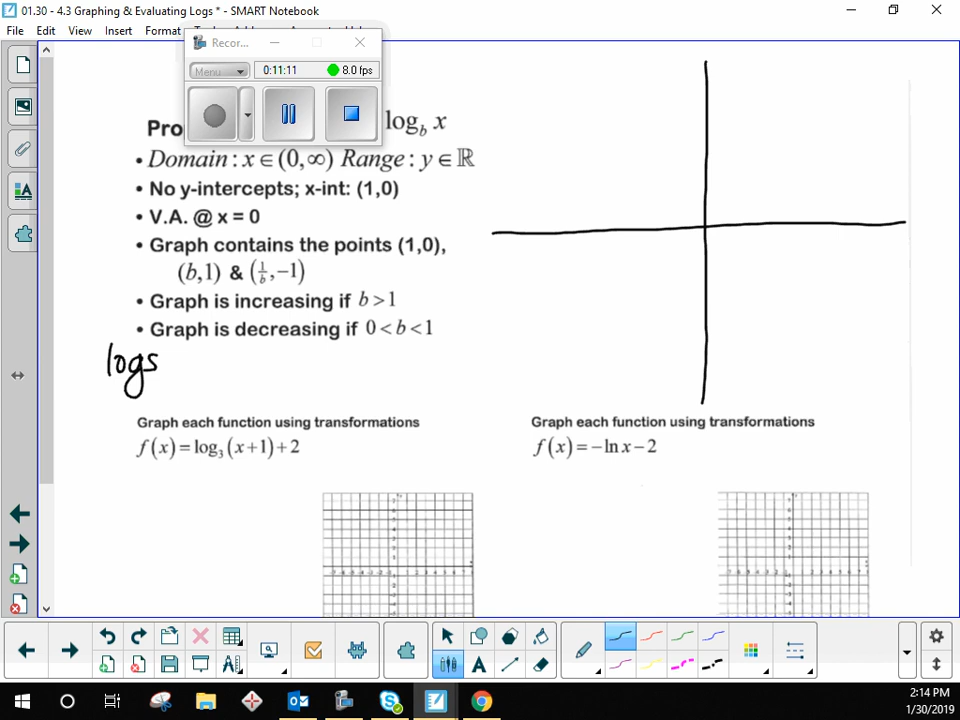 01.30 - 4.3 Graphing & Evaluating Logs * - SMART Notebook
File Edit View Insert Format
Recor...
Menu 0:11:11 8.0 fps
log_b x
• Domain : x ∈ (0, ∞) Range : y ∈ ℝ
• No y-intercepts; x-int: (1,0)
• V.A. @ x = 0
• Graph contains the points (1,0),
(b,1) & (1/b, −1)
• Graph is increasing if b > 1
• Graph is decreasing if 0 < b < 1
logs
Graph each function using transformations
f(x) = log₃(x+1)+2
Graph each function using transformations
f(x) = −ln x − 2
2:14 PM
1/30/2019